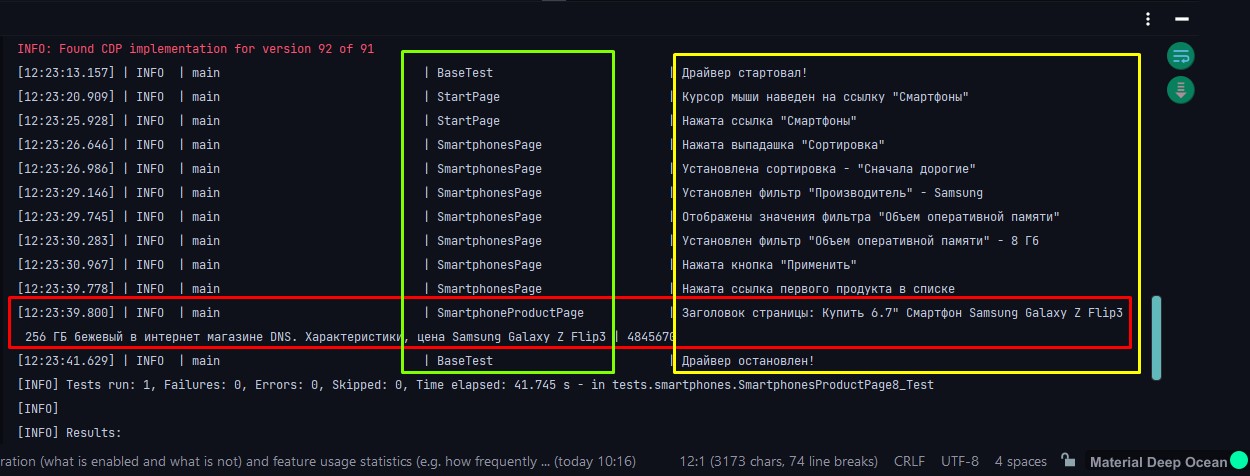 INFO: Found CDP implementation for version 92 of 91
[12:23:13.157] | INFO | main | BaseTest | Драйвер стартовал!
[12:23:20.909] | INFO | main | StartPage | Курсор мыши наведен на ссылку "Смартфоны"
[12:23:25.928] | INFO | main | StartPage | Нажата ссылка "Смартфоны"
[12:23:26.646] | INFO | main | SmartphonesPage | Нажата выпадашка "Сортировка"
[12:23:26.986] | INFO | main | SmartphonesPage | Установлена сортировка - "Сначала дорогие"
[12:23:29.146] | INFO | main | SmartphonesPage | Установлен фильтр "Производитель" - Samsung
[12:23:29.745] | INFO | main | SmartphonesPage | Отображены значения фильтра "Объем оперативной памяти"
[12:23:30.283] | INFO | main | SmartphonesPage | Установлен фильтр "Объем оперативной памяти" - 8 Гб
[12:23:30.967] | INFO | main | SmartphonesPage | Нажата кнопка "Применить"
[12:23:39.778] | INFO | main | SmartphonesPage | Нажата ссылка первого продукта в списке
[12:23:39.800] | INFO | main | SmartphoneProductPage | Заголовок страницы: Купить 6.7" Смартфон Samsung Galaxy Z Flip3
256 ГБ бежевый в интернет магазине DNS. Характеристики, цена Samsung Galaxy Z Flip3 | 4845670
[12:23:41.629] | INFO | main | BaseTest | Драйвер остановлен!
[INFO] Tests run: 1, Failures: 0, Errors: 0, Skipped: 0, Time elapsed: 41.745 s - in tests.smartphones.SmartphonesProductPage8_Test
[INFO]
[INFO] Results:
ration (what is enabled and what is not) and feature usage statistics (e.g. how frequently ... (today 10:16) 12:1 (3173 chars, 74 line breaks) CRLF UTF-8 4 spaces Material Deep Ocean